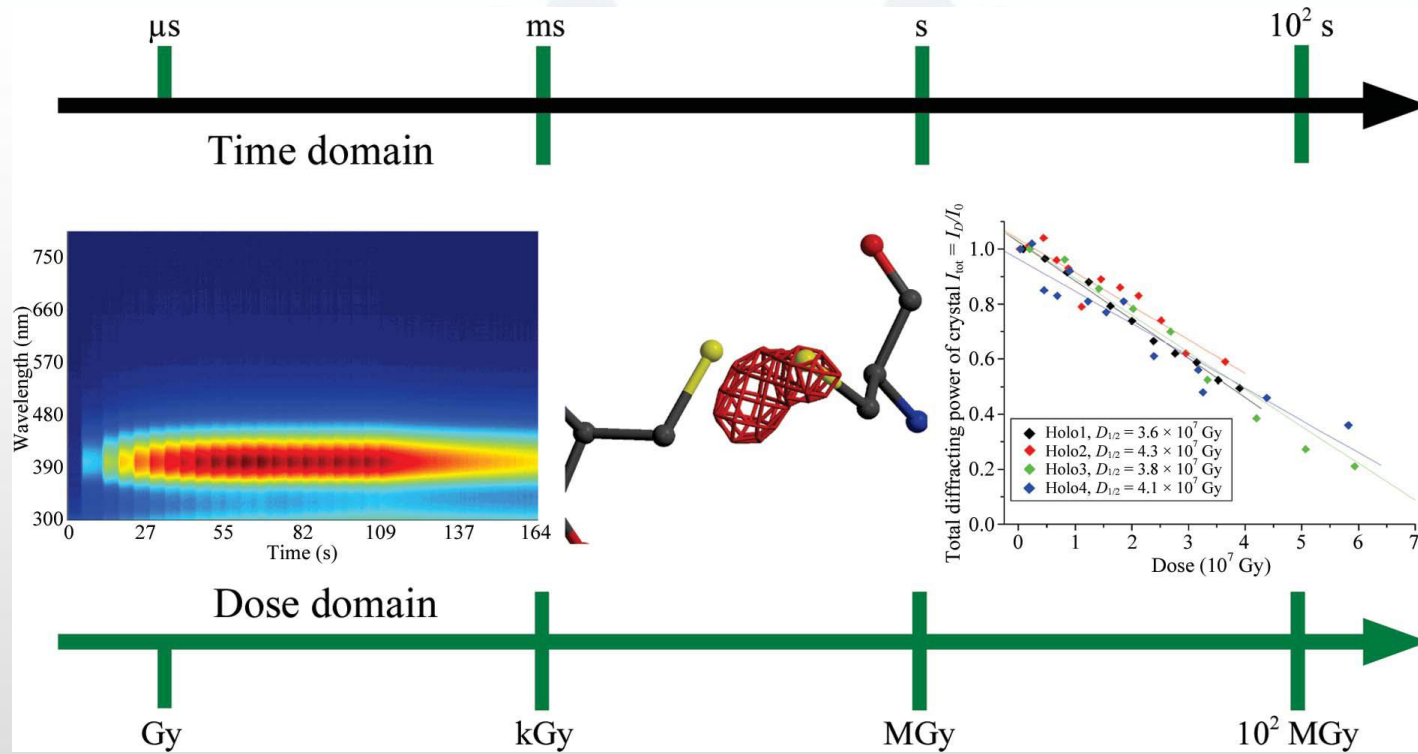 µs ms s 10² s
Time domain
Wavelength (nm)
750
660
570
480
390
300
0 27 55 82 109 137 164
Time (s)
Total diffracting power of crystal I_tot = I_D/I_0
1.0
0.8
0.6
0.4
0.2
0.0
Holo1, D_1/2 = 3.6 × 10⁷ Gy
Holo2, D_1/2 = 4.3 × 10⁷ Gy
Holo3, D_1/2 = 3.8 × 10⁷ Gy
Holo4, D_1/2 = 4.1 × 10⁷ Gy
0 1 2 3 4 5 6 7
Dose (10⁷ Gy)
Dose domain
Gy kGy MGy 10² MGy